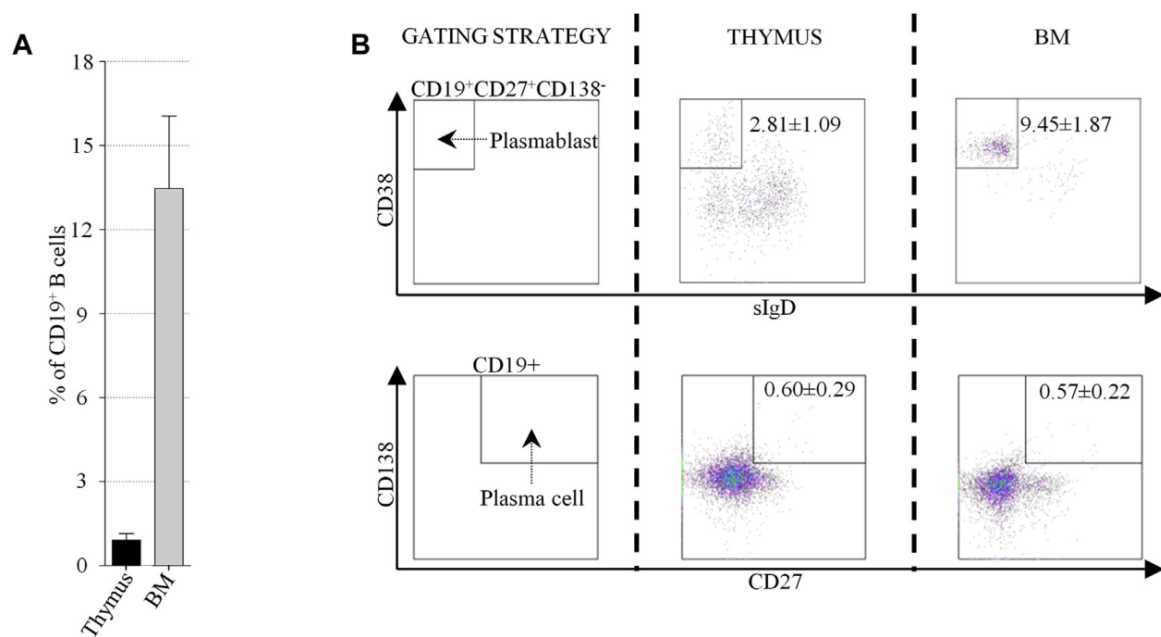 A
18
15
12
9
6
3
0
% of CD19⁺ B cells
Thymus
BM
B
GATING STRATEGY
THYMUS
BM
CD19⁺CD27⁺CD138⁻
Plasmablast
2.81±1.09
9.45±1.87
CD38
sIgD
CD19+
0.60±0.29
0.57±0.22
Plasma cell
CD138
CD27